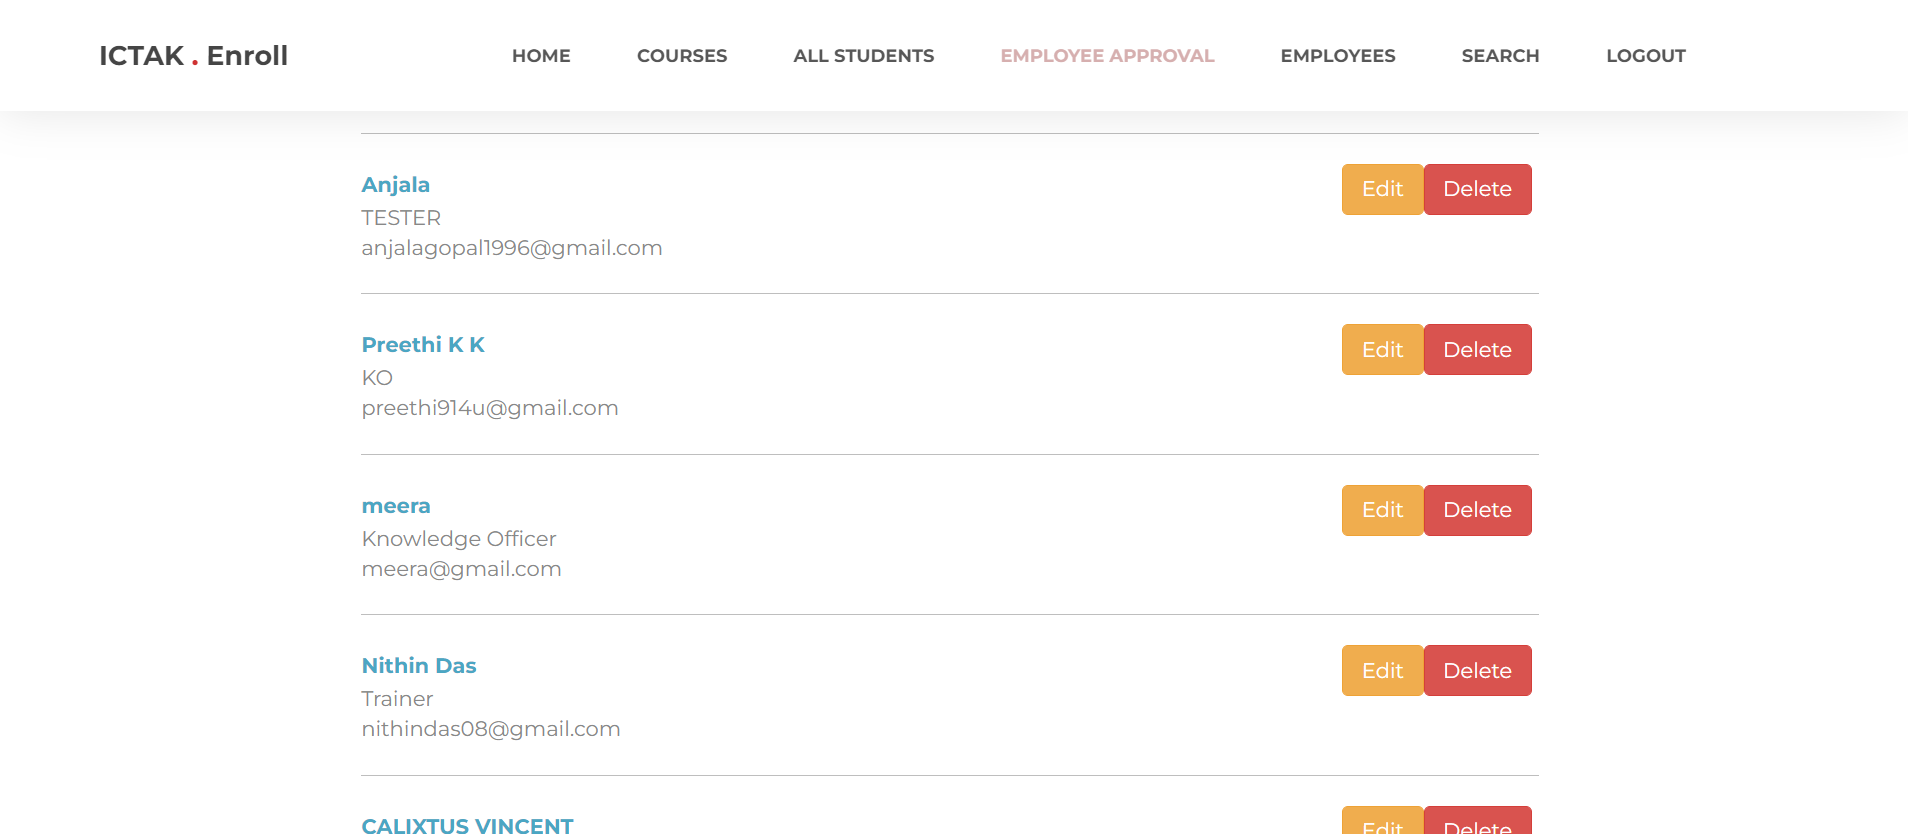 ICTAK . Enroll HOME COURSES ALL STUDENTS EMPLOYEE APPROVAL EMPLOYEES SEARCH LOGOUT
Anjala Edit Delete
TESTER
anjalagopal1996@gmail.com
Preethi K K Edit Delete
KO
preethi914u@gmail.com
meera Edit Delete
Knowledge Officer
meera@gmail.com
Nithin Das Edit Delete
Trainer
nithindas08@gmail.com
CALIXTUS VINCENT Edit Delete